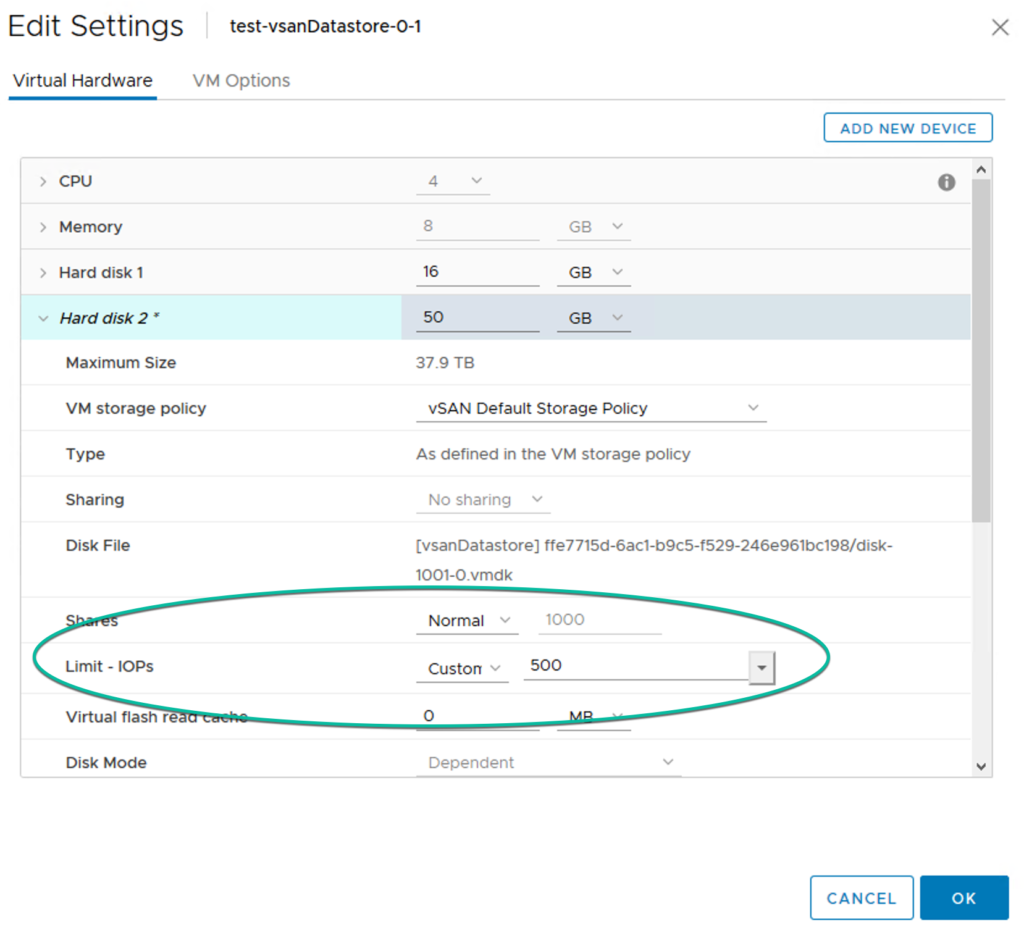 Edit Settings test-vsanDatastore-0-1
Virtual Hardware VM Options
ADD NEW DEVICE
CPU 4
Memory 8 GB
Hard disk 1 16 GB
Hard disk 2 * 50 GB
Maximum Size 37.9 TB
VM storage policy vSAN Default Storage Policy
Type As defined in the VM storage policy
Sharing No sharing
Disk File [vsanDatastore] ffe7715d-6ac1-b9c5-f529-246e961bc198/disk-
1001-0.vmdk
Shares Normal 1000
Limit - IOPs Custom 500
Virtual flash read cache 0 MB
Disk Mode Dependent
CANCEL OK